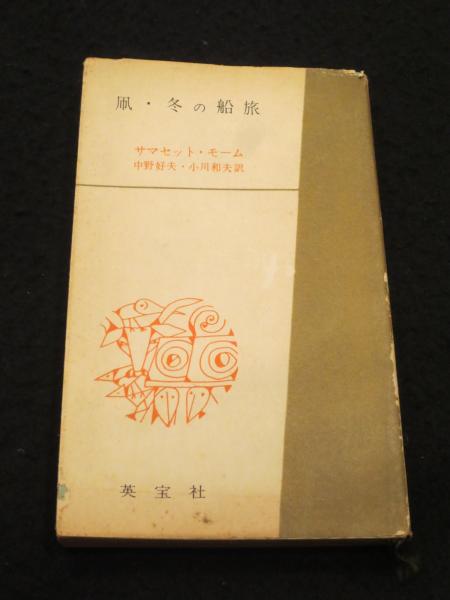 凧・冬の船旅
サマセット・モーム
中野好夫・小川和夫訳
英宝社